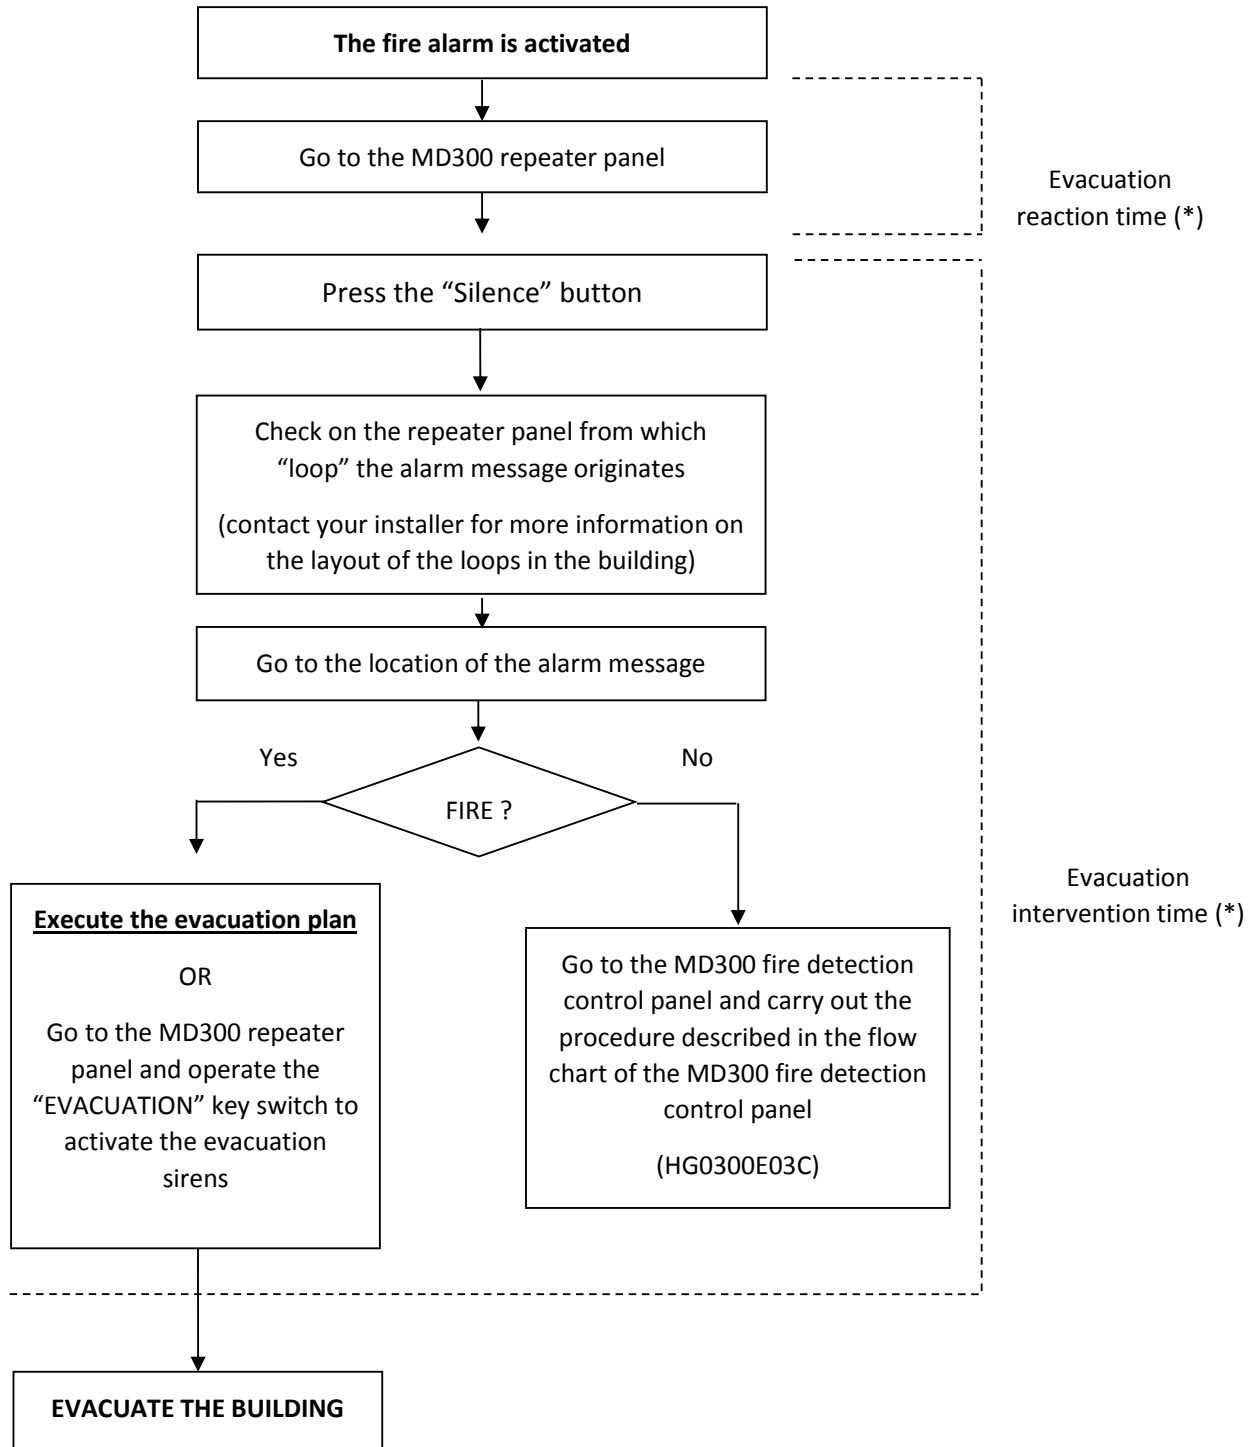 The fire alarm is activated
Go to the MD300 repeater panel
Evacuation
reaction time (*)
Press the “Silence” button
Check on the repeater panel from which
“loop” the alarm message originates
(contact your installer for more information on
the layout of the loops in the building)
Go to the location of the alarm message
Yes
No
FIRE ?
Evacuation
intervention time (*)
Execute the evacuation plan
OR
Go to the MD300 repeater
panel and operate the
“EVACUATION” key switch to
activate the evacuation
sirens
Go to the MD300 fire detection
control panel and carry out the
procedure described in the flow
chart of the MD300 fire detection
control panel
(HG0300E03C)
EVACUATE THE BUILDING